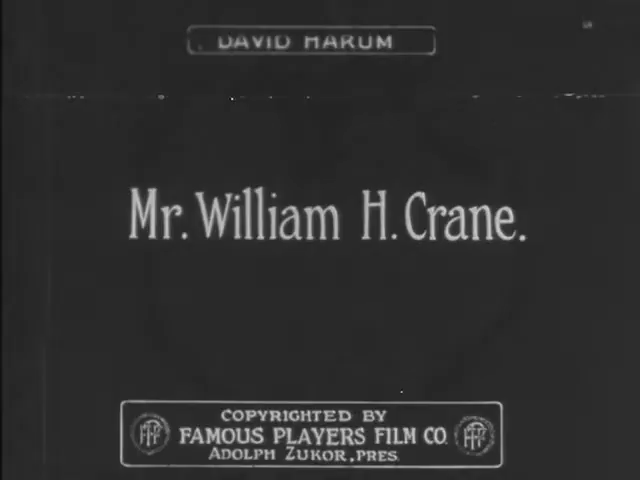 DAVID HARUM
Mr. William H. Crane.
COPYRIGHTED BY
FAMOUS PLAYERS FILM CO.
ADOLPH ZUKOR, PRES.